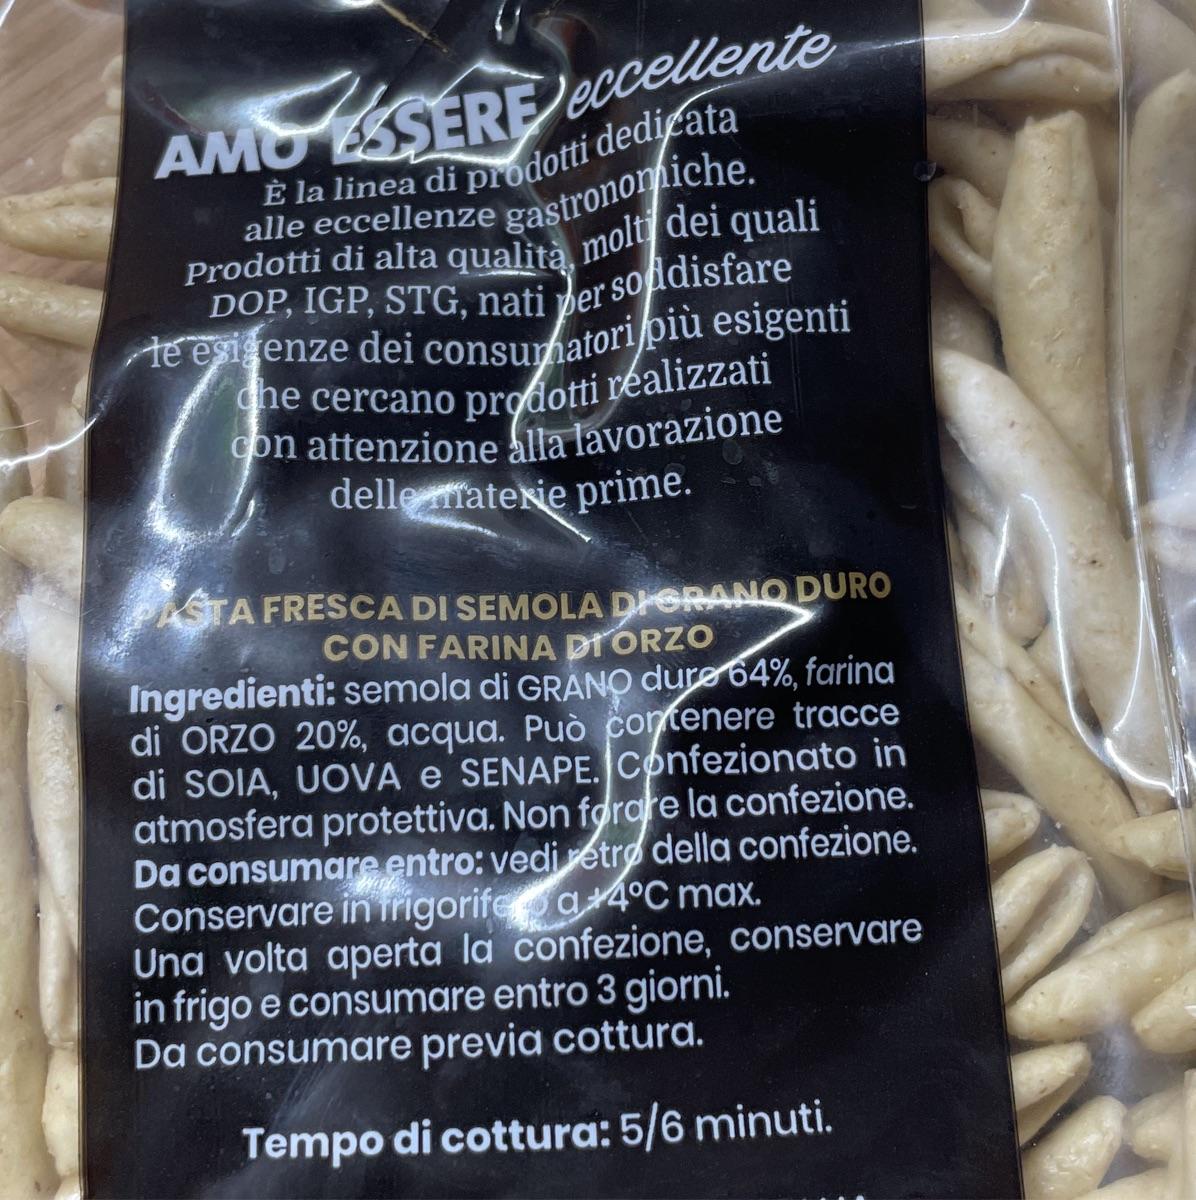 AMO ESSERE eccellente
È la linea di prodotti dedicata
alle eccellenze gastronomiche.
Prodotti di alta qualità, molti dei quali
DOP, IGP, STG, nati per soddisfare
le esigenze dei consumatori più esigenti
che cercano prodotti realizzati
con attenzione alla lavorazione
delle materie prime.
PASTA FRESCA DI SEMOLA DI GRANO DURO
CON FARINA DI ORZO
Ingredienti: semola di GRANO duro 64%, farina
di ORZO 20%, acqua. Può contenere tracce
di SOIA, UOVA e SENAPE. Confezionato in
atmosfera protettiva. Non forare la confezione.
Da consumare entro: vedi retro della confezione.
Conservare in frigorifero a +4°C max.
Una volta aperta la confezione, conservare
in frigo e consumare entro 3 giorni.
Da consumare previa cottura.
Tempo di cottura: 5/6 minuti.